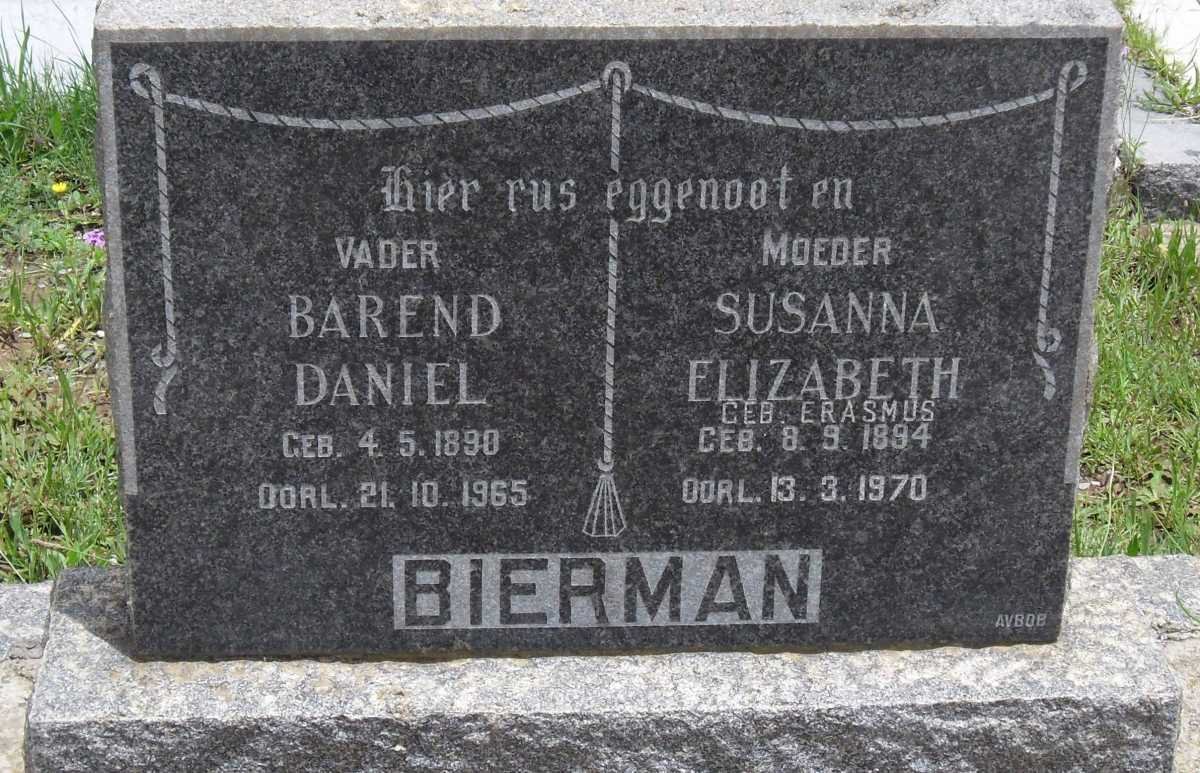 Hier rus eggenoot en
VADER
BAREND
DANIEL
GEB. 4. 5. 1890
OORL. 21. 10. 1965
MOEDER
SUSANNA
ELIZABETH
GEB. ERASMUS
GEB. 8. 9. 1894
OORL. 13. 3. 1970
BIERMAN
AVBOB